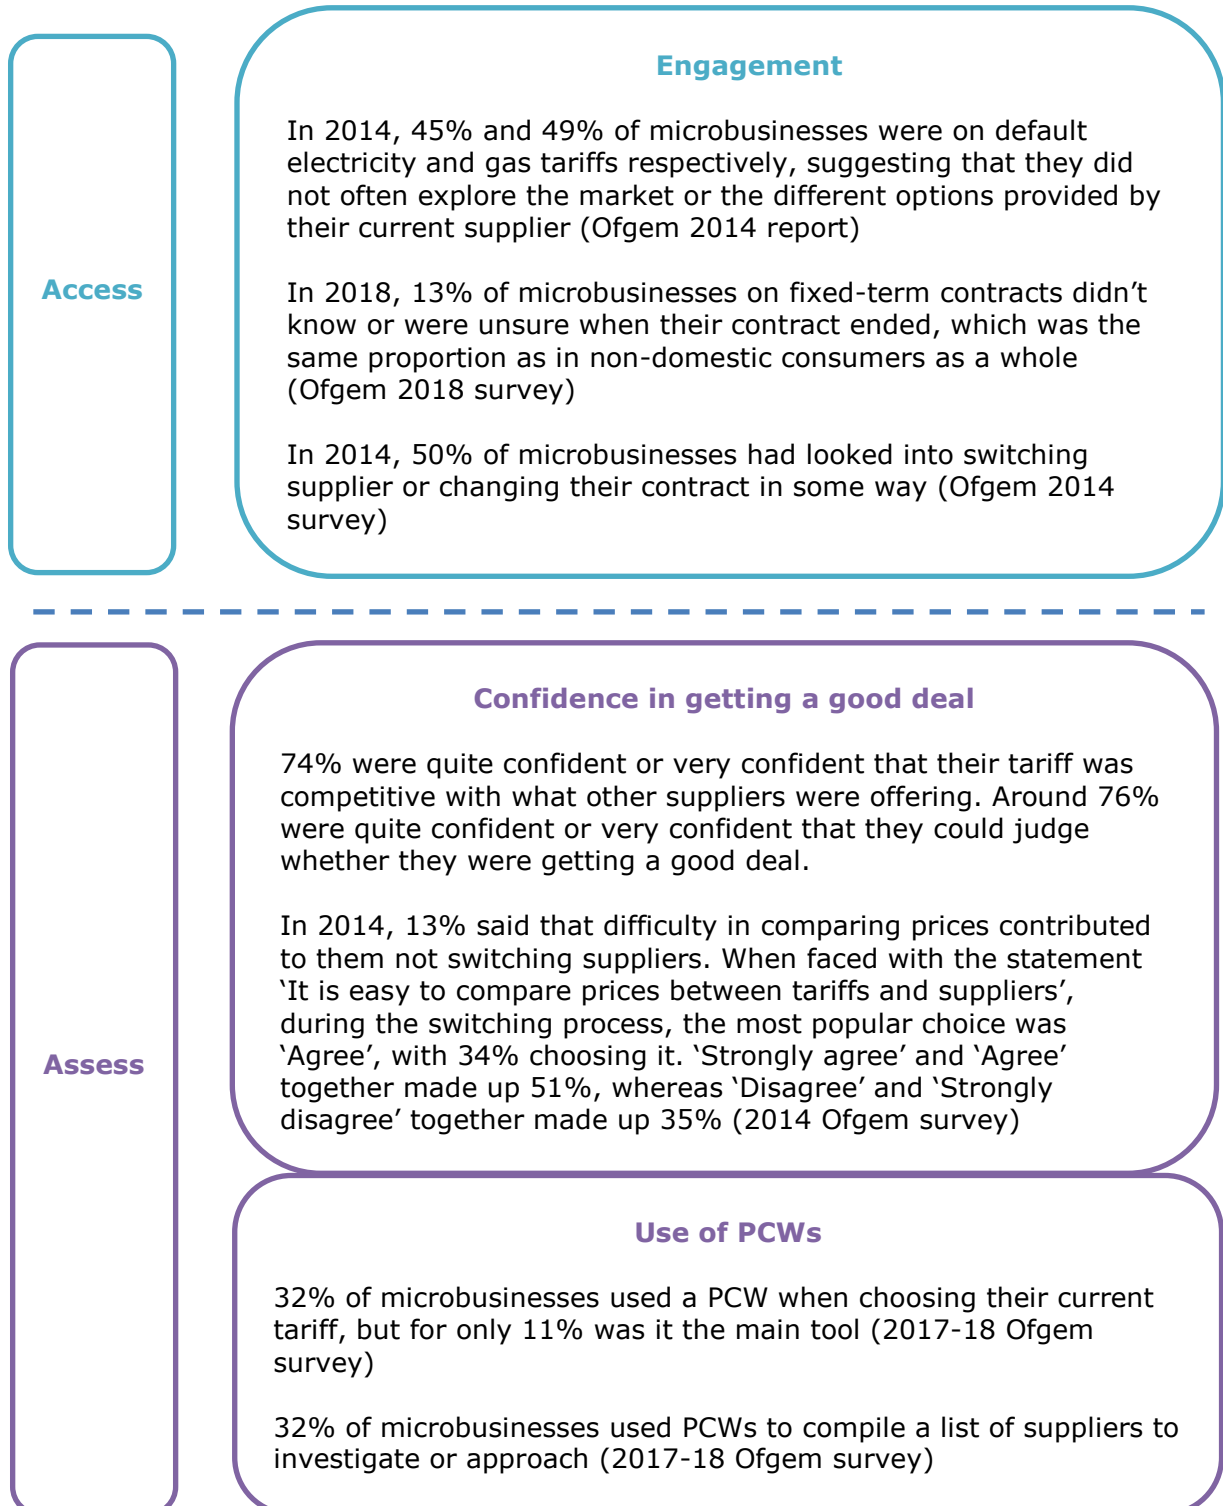 Access
Engagement
In 2014, 45% and 49% of microbusinesses were on default
electricity and gas tariffs respectively, suggesting that they did
not often explore the market or the different options provided by
their current supplier (Ofgem 2014 report)
In 2018, 13% of microbusinesses on fixed-term contracts didn’t
know or were unsure when their contract ended, which was the
same proportion as in non-domestic consumers as a whole
(Ofgem 2018 survey)
In 2014, 50% of microbusinesses had looked into switching
supplier or changing their contract in some way (Ofgem 2014
survey)
Assess
Confidence in getting a good deal
74% were quite confident or very confident that their tariff was
competitive with what other suppliers were offering. Around 76%
were quite confident or very confident that they could judge
whether they were getting a good deal.
In 2014, 13% said that difficulty in comparing prices contributed
to them not switching suppliers. When faced with the statement
‘It is easy to compare prices between tariffs and suppliers’,
during the switching process, the most popular choice was
‘Agree’, with 34% choosing it. ‘Strongly agree’ and ‘Agree’
together made up 51%, whereas ‘Disagree’ and ‘Strongly
disagree’ together made up 35% (2014 Ofgem survey)
Use of PCWs
32% of microbusinesses used a PCW when choosing their current
tariff, but for only 11% was it the main tool (2017-18 Ofgem
survey)
32% of microbusinesses used PCWs to compile a list of suppliers to
investigate or approach (2017-18 Ofgem survey)